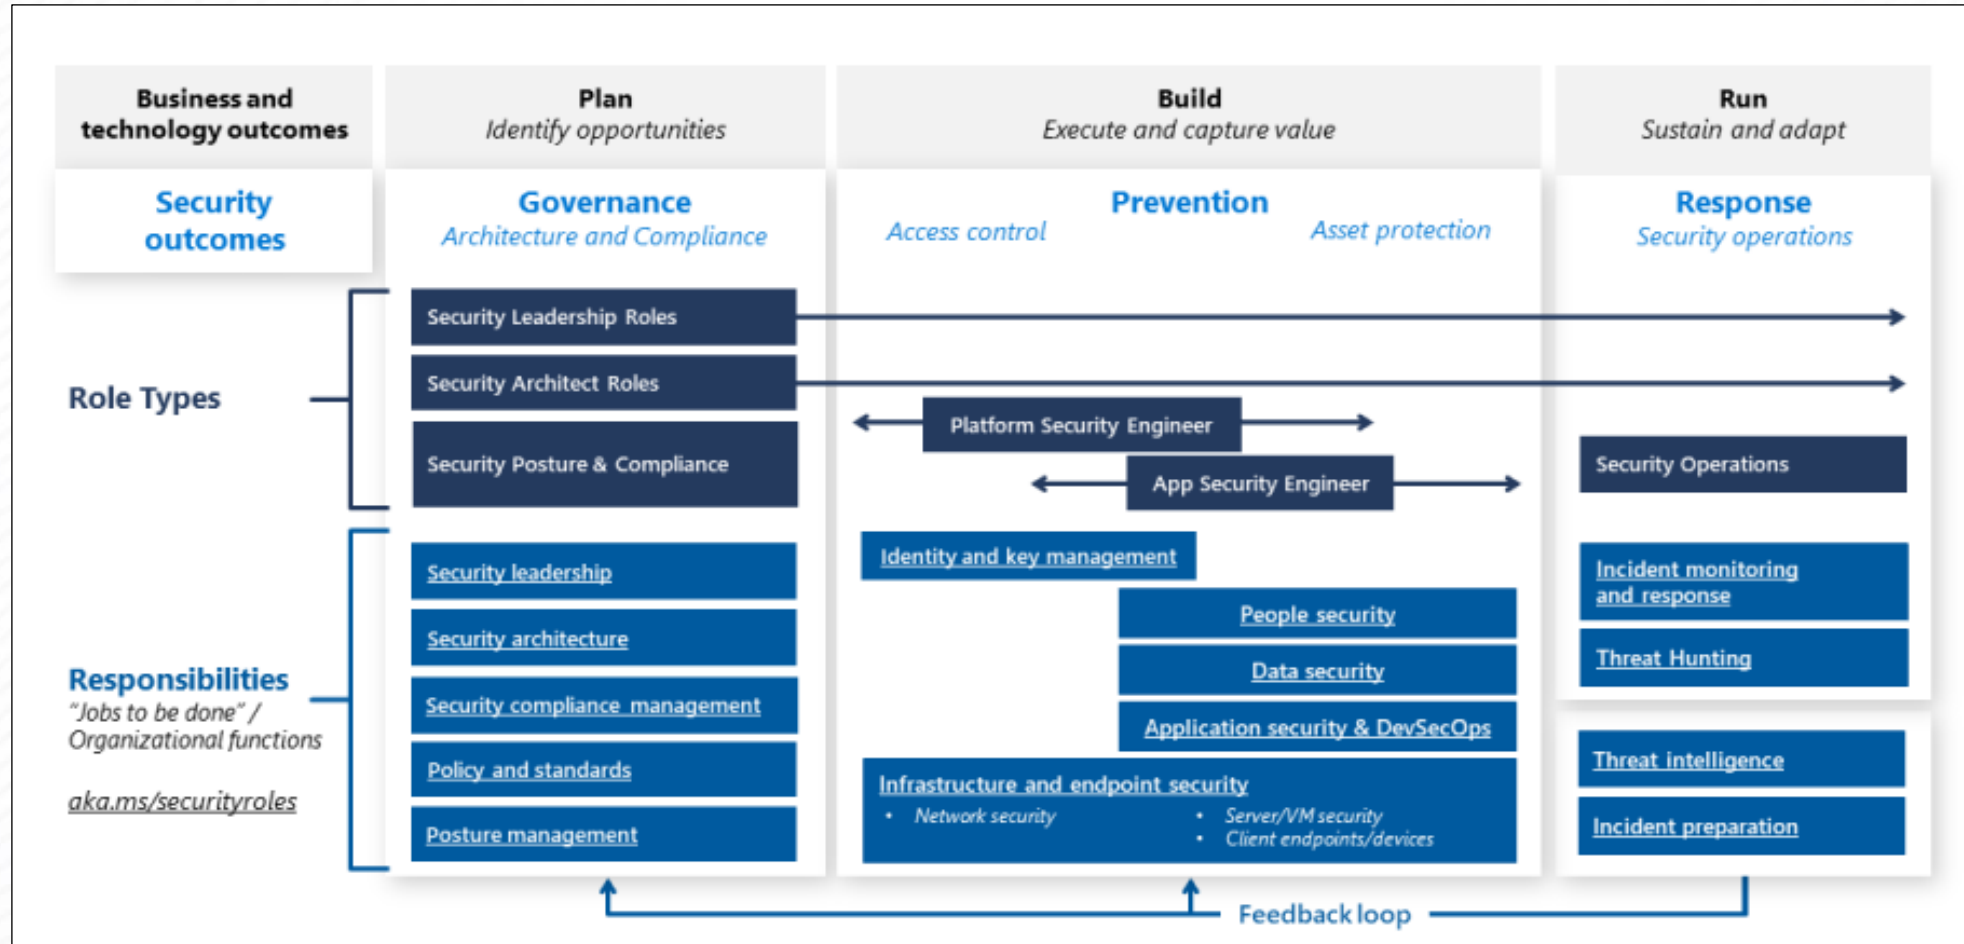 Business and
technology outcomes
Plan
Identify opportunities
Build
Execute and capture value
Run
Sustain and adapt
Security
outcomes
Governance
Architecture and Compliance
Prevention
Access control
Asset protection
Response
Security operations
Role Types
Security Leadership Roles
Security Architect Roles
Security Posture & Compliance
Platform Security Engineer
App Security Engineer
Security Operations
Responsibilities
"Jobs to be done" /
Organizational functions
aka.ms/securityroles
Security leadership
Security architecture
Security compliance management
Policy and standards
Posture management
Identity and key management
People security
Data security
Application security & DevSecOps
Infrastructure and endpoint security
• Network security
• Server/VM security
• Client endpoints/devices
Incident monitoring
and response
Threat Hunting
Threat intelligence
Incident preparation
Feedback loop